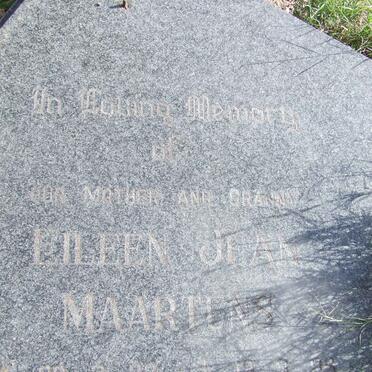 In Loving Memory
of
OUR MOTHER AND GRANNY
EILEEN JEAN
MAARTENS